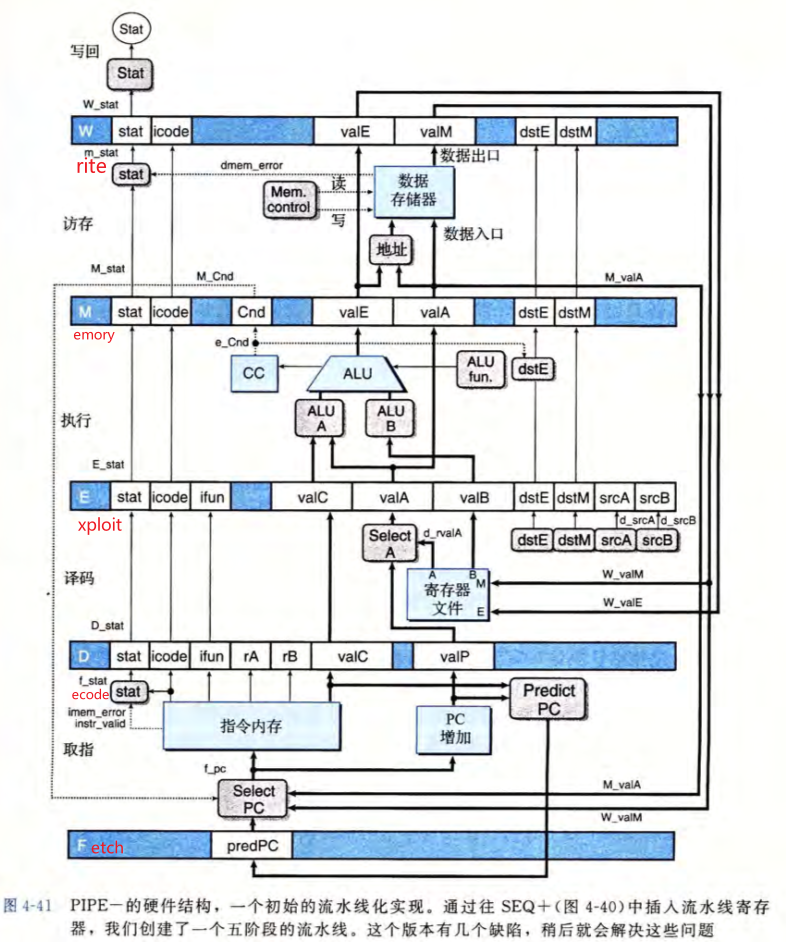 Stat
写回
Stat
W_stat
W stat icode valE valM dstE dstM
m_stat
rite
数据出口
stat
dmem_error
读
Mem.
control
写
数据
存储器
访存
地址
数据入口
M_stat
M_Cnd
M_valA
M stat icode Cnd valE valA dstE dstM
emory
e_Cnd
CC
ALU
ALU
fun.
dstE
执行
ALU
A
ALU
B
E_stat
E stat icode ifun valC valA valB dstE dstM srcA srcB
xploit
Select
A
d_rvalA
d_srcA d_srcB
dstE dstM srcA srcB
译码
A B
M
寄存器
文件
E
W_valM
W_valE
D_stat
D stat icode ifun rA rB valC valP
f_stat
ecode
stat
imem_error
instr_valid
指令内存
PC
增加
Predict
PC
取指
f_pc
Select
PC
M_valA
W_valM
F etch predPC
图 4-41 PIPE-的硬件结构，一个初始的流水线化实现。通过往 SEQ+(图 4-40)中插入流水线寄存
器，我们创建了一个五阶段的流水线。这个版本有几个缺陷，稍后就会解决这些问题